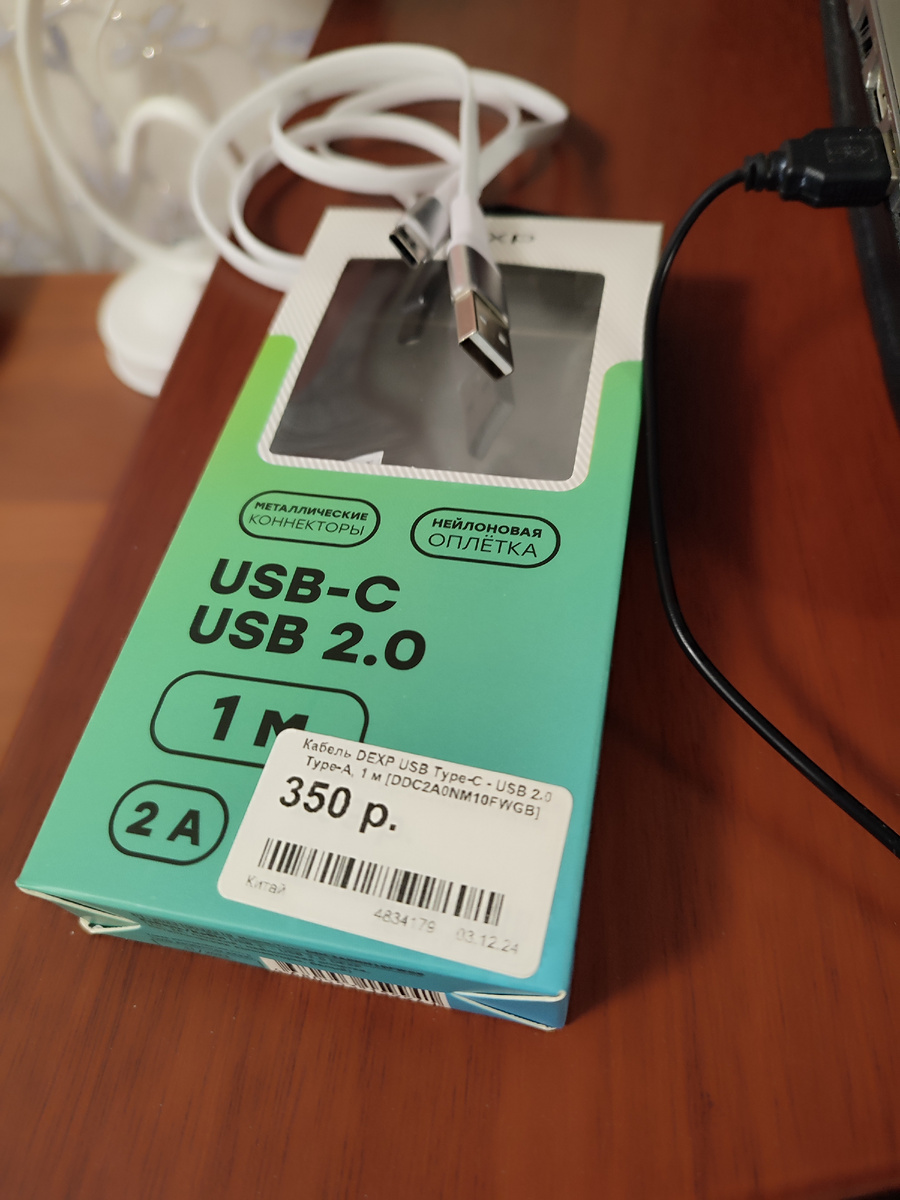 МЕТАЛЛИЧЕСКИЕ
КОННЕКТОРЫ
НЕЙЛОНОВАЯ
ОПЛЁТКА
USB-C
USB 2.0
1 м
2 A
Кабель DEXP USB Type-C - USB 2.0
Type-A, 1 м [DDC2A0NM10FWGB]
350 р.
Китай
4834179 03.12.24